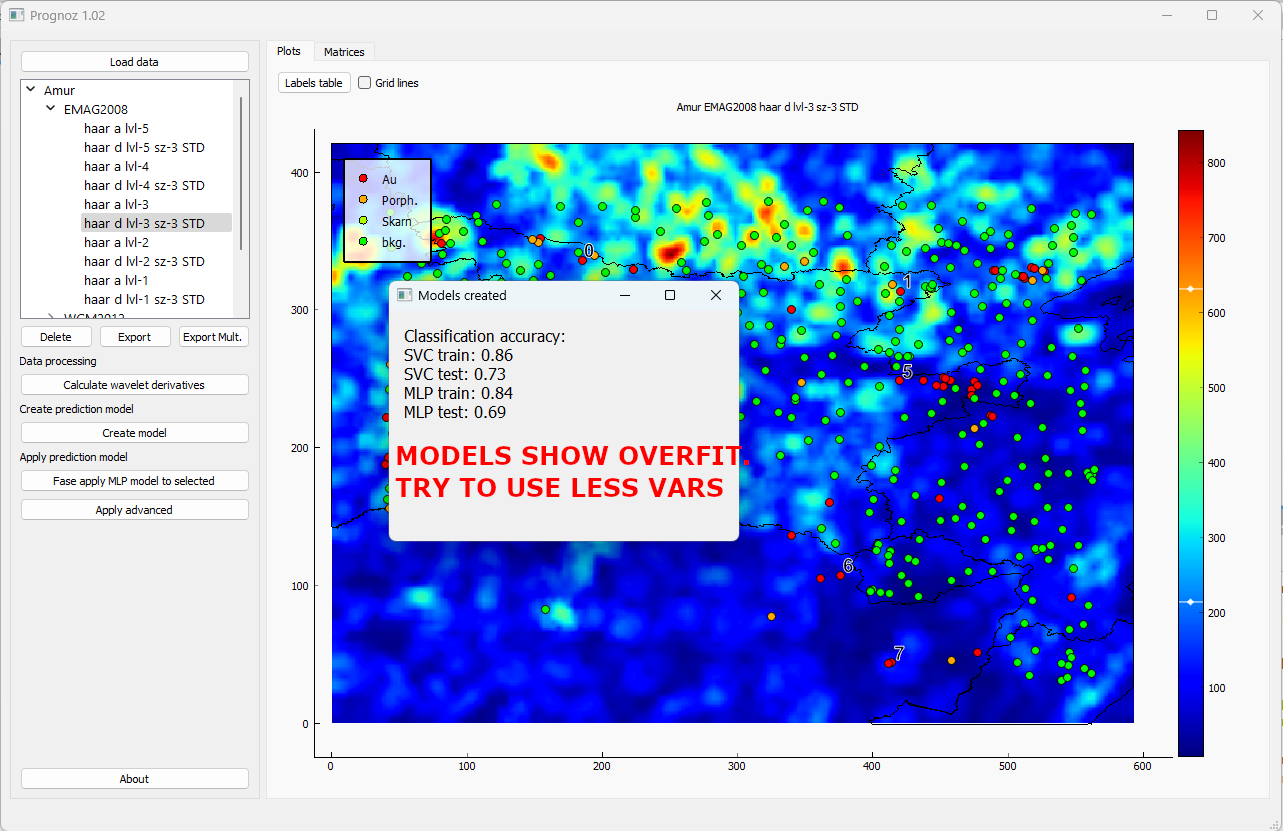 Prognoz 1.02
Load data
Amur
EMAG2008
haar a lvl-5
haar d lvl-5 sz-3 STD
haar a lvl-4
haar d lvl-4 sz-3 STD
haar a lvl-3
haar d lvl-3 sz-3 STD
haar a lvl-2
haar d lvl-2 sz-3 STD
haar a lvl-1
haar d lvl-1 sz-3 STD
WGM2012
Delete Export Export Mult.
Data processing
Calculate wavelet derivatives
Create prediction model
Create model
Apply prediction model
Fase apply MLP model to selected
Apply advanced
About
Plots Matrices
Labels table Grid lines
Amur EMAG2008 haar d lvl-3 sz-3 STD
Au
Porph.
Skarn
bkg.
Models created
Classification accuracy:
SVC train: 0.86
SVC test: 0.73
MLP train: 0.84
MLP test: 0.69
MODELS SHOW OVERFIT.
TRY TO USE LESS VARS
0
1
5
6
7
400
300
200
100
0
0 100 200 300 400 500 600
800
700
600
500
400
300
200
100